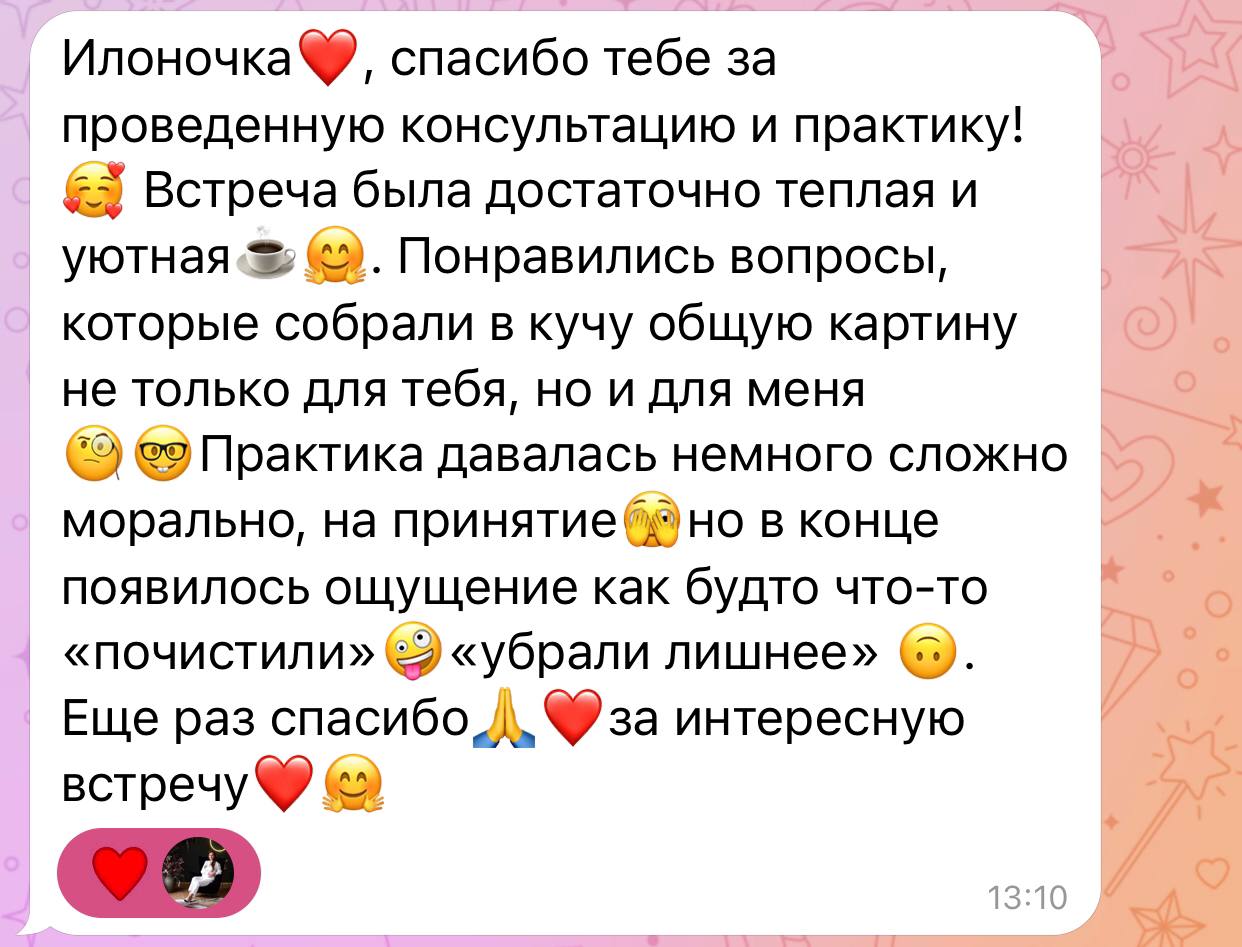 Илоночка❤️, спасибо тебе за
проведенную консультацию и практику!
🥰 Встреча была достаточно теплая и
уютная☕️🤗. Понравились вопросы,
которые собрали в кучу общую картину
не только для тебя, но и для меня
🧐🤓Практика давалась немного сложно
морально, на принятие🫣но в конце
появилось ощущение как будто что-то
«почистили»🤪«убрали лишнее» 🙃.
Еще раз спасибо🙏❤️за интересную
встречу❤️🤗
13:10